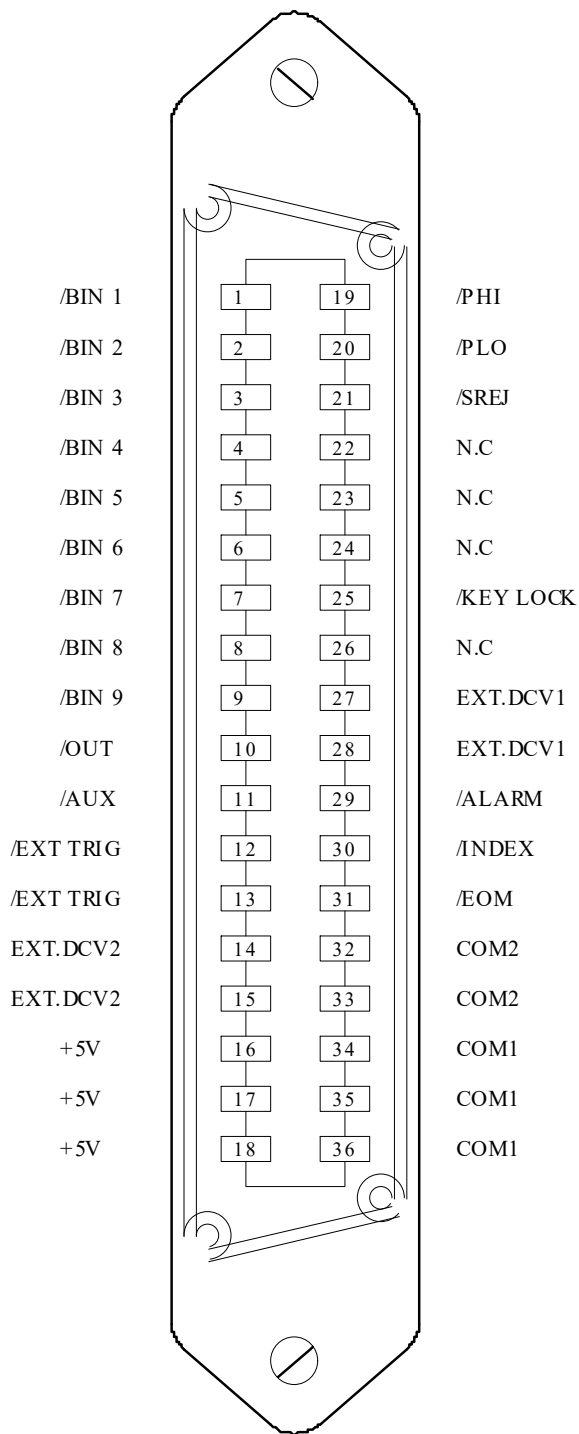 /BIN 1 1 19 /PHI
/BIN 2 2 20 /PLO
/BIN 3 3 21 /SREJ
/BIN 4 4 22 N.C
/BIN 5 5 23 N.C
/BIN 6 6 24 N.C
/BIN 7 7 25 /KEY LOCK
/BIN 8 8 26 N.C
/BIN 9 9 27 EXT.DCV1
/OUT 10 28 EXT.DCV1
/AUX 11 29 /ALARM
/EXT TRIG 12 30 /INDEX
/EXT TRIG 13 31 /EOM
EXT.DCV2 14 32 COM2
EXT.DCV2 15 33 COM2
+5V 16 34 COM1
+5V 17 35 COM1
+5V 18 36 COM1